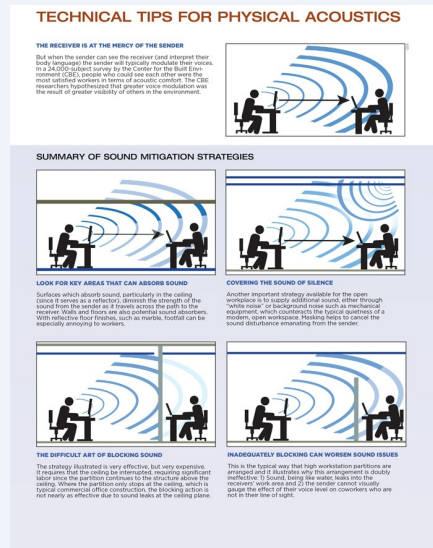 TECHNICAL TIPS FOR PHYSICAL ACOUSTICS
THE RECEIVER IS AT THE MERCY OF THE SENDER
But when the sender can see the receiver (and interpret their
body language) the sender will typically modulate their voices.
In a 24,000-subject survey by the Center for the Built Envi-
ronment (CBE), people who could see each other were the
most satisfied workers in terms of acoustic comfort. The CBE
researchers hypothesized that greater voice modulation was
the result of greater visibility of others in the environment.
SUMMARY OF SOUND MITIGATION STRATEGIES
LOOK FOR KEY AREAS THAT CAN ABSORB SOUND
Surfaces which absorb sound, particularly in the ceiling
(since it serves as a reflector), diminish the strength of the
sound from the sender as it travels across the path to the
receiver. Walls and floors are also potential sound absorbers.
With reflective floor finishes, such as marble, footfall can be
especially annoying to workers.
COVERING THE SOUND OF SILENCE
Another important strategy available for the open
workplace is to supply additional sound, either through
"white noise" or background noise such as mechanical
equipment, which counteracts the typical quietness of a
modern, open workspace. Masking helps to cancel the
sound disturbance emanating from the sender.
THE DIFFICULT ART OF BLOCKING SOUND
The strategy illustrated is very effective, but very expensive.
It requires that the ceiling be interrupted, requiring significant
labor since the partition continues to the structure above the
ceiling. Where the partition only stops at the ceiling, which is
typical commercial office construction, the blocking action is
not nearly as effective due to sound leaks at the ceiling plane.
INADEQUATELY BLOCKING CAN WORSEN SOUND ISSUES
This is the typical way that high workstation partitions are
arranged and it illustrates why this arrangement is doubly
ineffective: 1) Sound, being like water, leaks into the
receivers' work area and 2) the sender cannot visually
gauge the effect of their voice level on coworkers who are
not in their line of sight.